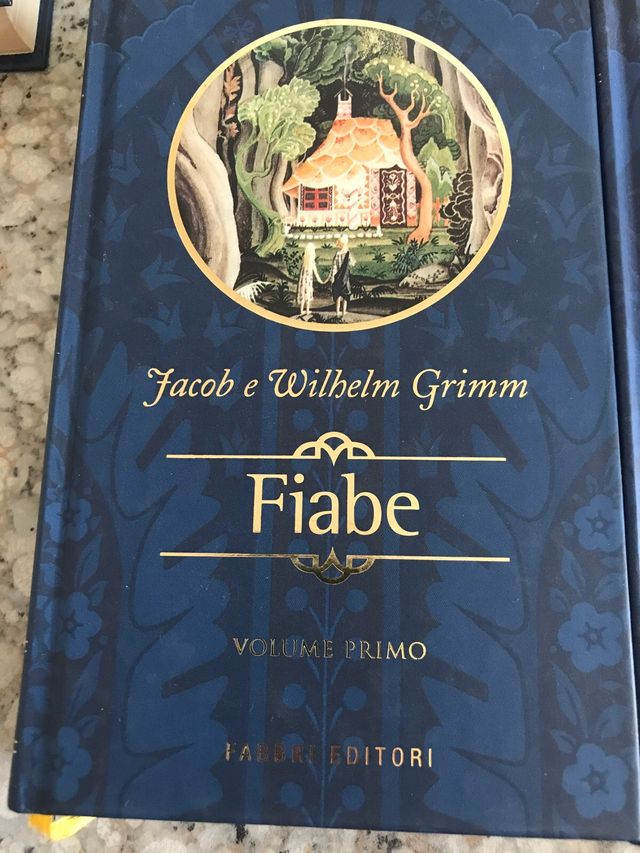 Jacob e Wilhelm Grimm
Fiabe
VOLUME PRIMO
FABBRI EDITORI